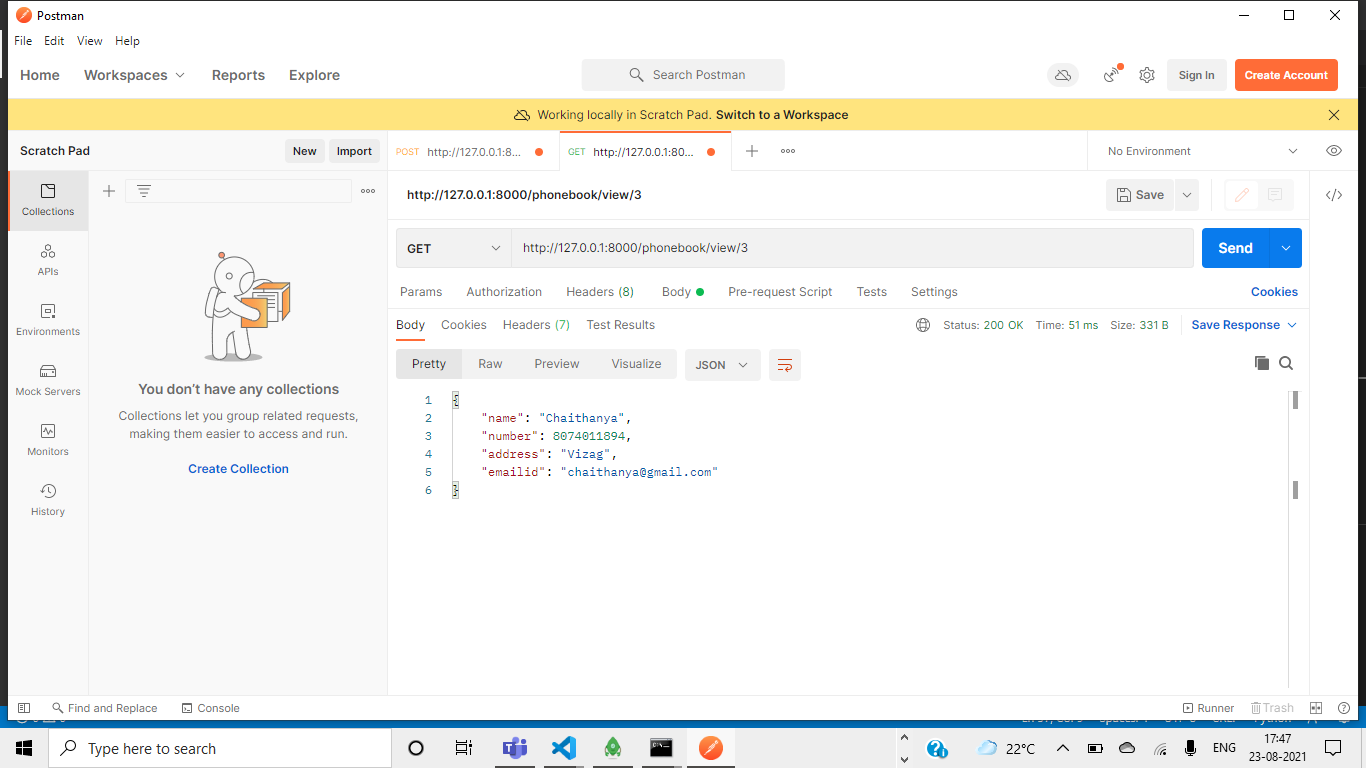 Postman
File Edit View Help
Home Workspaces Reports Explore Search Postman Sign In Create Account
Working locally in Scratch Pad. Switch to a Workspace
Scratch Pad New Import POST http://127.0.0.1:8... GET http://127.0.0.1:80... No Environment
http://127.0.0.1:8000/phonebook/view/3 Save
Collections
GET http://127.0.0.1:8000/phonebook/view/3 Send
APIs
Params Authorization Headers (8) Body Pre-request Script Tests Settings Cookies
Environments
Body Cookies Headers (7) Test Results Status: 200 OK Time: 51 ms Size: 331 B Save Response
Pretty Raw Preview Visualize JSON
Mock Servers
You don't have any collections
Collections let you group related requests,
making them easier to access and run.
Create Collection
1 {
2 "name": "Chaithanya",
3 "number": 8074011894,
4 "address": "Vizag",
5 "emailid": "chaithanya@gmail.com"
6 }
Monitors
History
Find and Replace Console Runner Trash
Type here to search 22°C ENG 17:47
23-08-2021